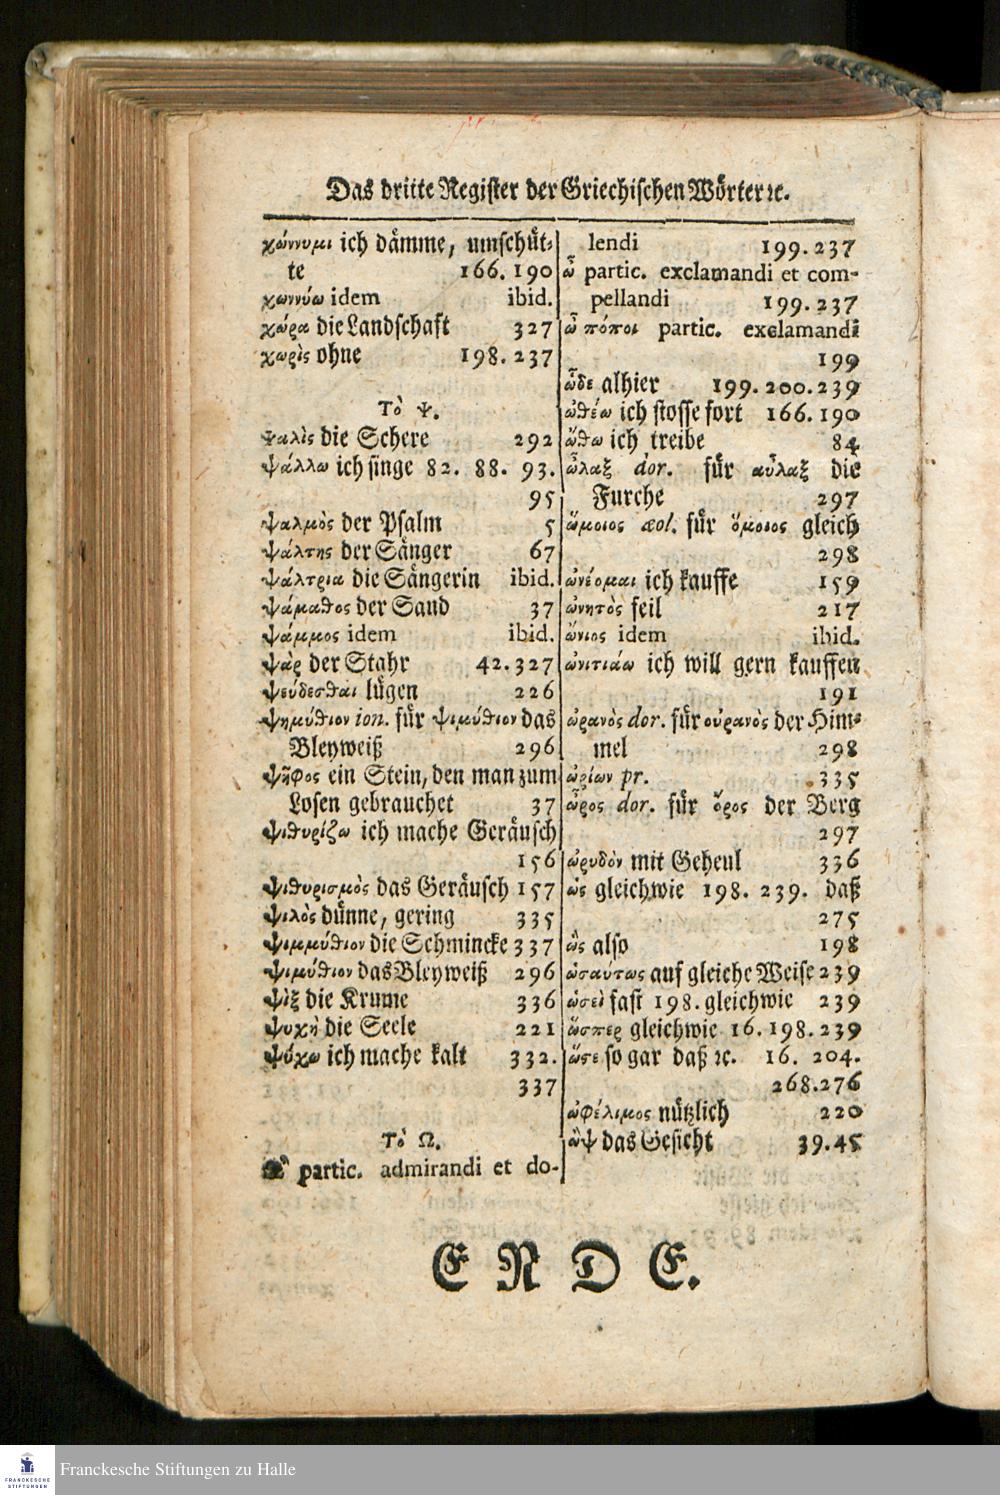 Das dritte Register der Griechischen Wörter ꝛc.
χώννυμι ich dämme, umschüt-
te 166. 190
χωννύω idem ibid.
χώρα die Landschaft 327
χωρὶς ohne 198. 237
Τὸ Ψ.
ψαλὶς die Schere 292
ψάλλω ich singe 82. 88. 93.
95
ψαλμὸς der Psalm 5
ψάλτης der Sänger 67
ψάλτρια die Sängerin ibid.
ψάμαθος der Sand 37
ψάμμος idem ibid.
ψὰρ der Stahr 42. 327
ψεύδεσθαι lügen 226
ψημύθιον ion. für ψιμύθιον das
Bleyweiß 296
ψῆφος ein Stein, den man zum
Losen gebrauchet 37
ψιθυρίζω ich mache Geräusch
156
ψιθυρισμὸς das Geräusch 157
ψιλὸς dünne, gering 335
ψιμμύθιον die Schmincke 337
ψιμύθιον das Bleyweiß 296
ψὶξ die Krume 336
ψυχὴ die Seele 221
ψύχω ich mache kalt 332.
337
Τὸ Ω.
partic. admirandi et do-
lendi 199. 237
ὦ partic. exclamandi et com-
pellandi 199. 237
ὦ πόποι partic. exclamandi
199
ὧδε alhier 199. 200. 239
ὠθέω ich stosse fort 166. 190
ὤθω ich treibe 84
ὦλαξ dor. für αὖλαξ die
Furche 297
ὤμοιος æol. für ὅμοιος gleich
298
ὠνέομαι ich kauffe 159
ὠνητὸς feil 217
ὤνιος idem ibid.
ὠνιτιάω ich will gern kauffen
191
ὠρανὸς dor. für οὐρανὸς der Him-
mel 298
ὠρίων pr. 335
ὦρος dor. für ὄρος der Berg
297
ὠρυδὸν mit Geheul 336
ὡς gleichwie 198. 239. daß
275
ὣς also 198
ὡσαύτως auf gleiche Weise 239
ὡσεὶ fast 198. gleichwie 239
ὥσπερ gleichwie 16. 198. 239
ὥστε so gar daß ꝛc. 16. 204.
268. 276
ὠφέλιμος nützlich 220
ὢψ das Gesicht 39. 45
ENDE.
FRANCKESCHE
STIFTUNGEN
Franckesche Stiftungen zu Halle